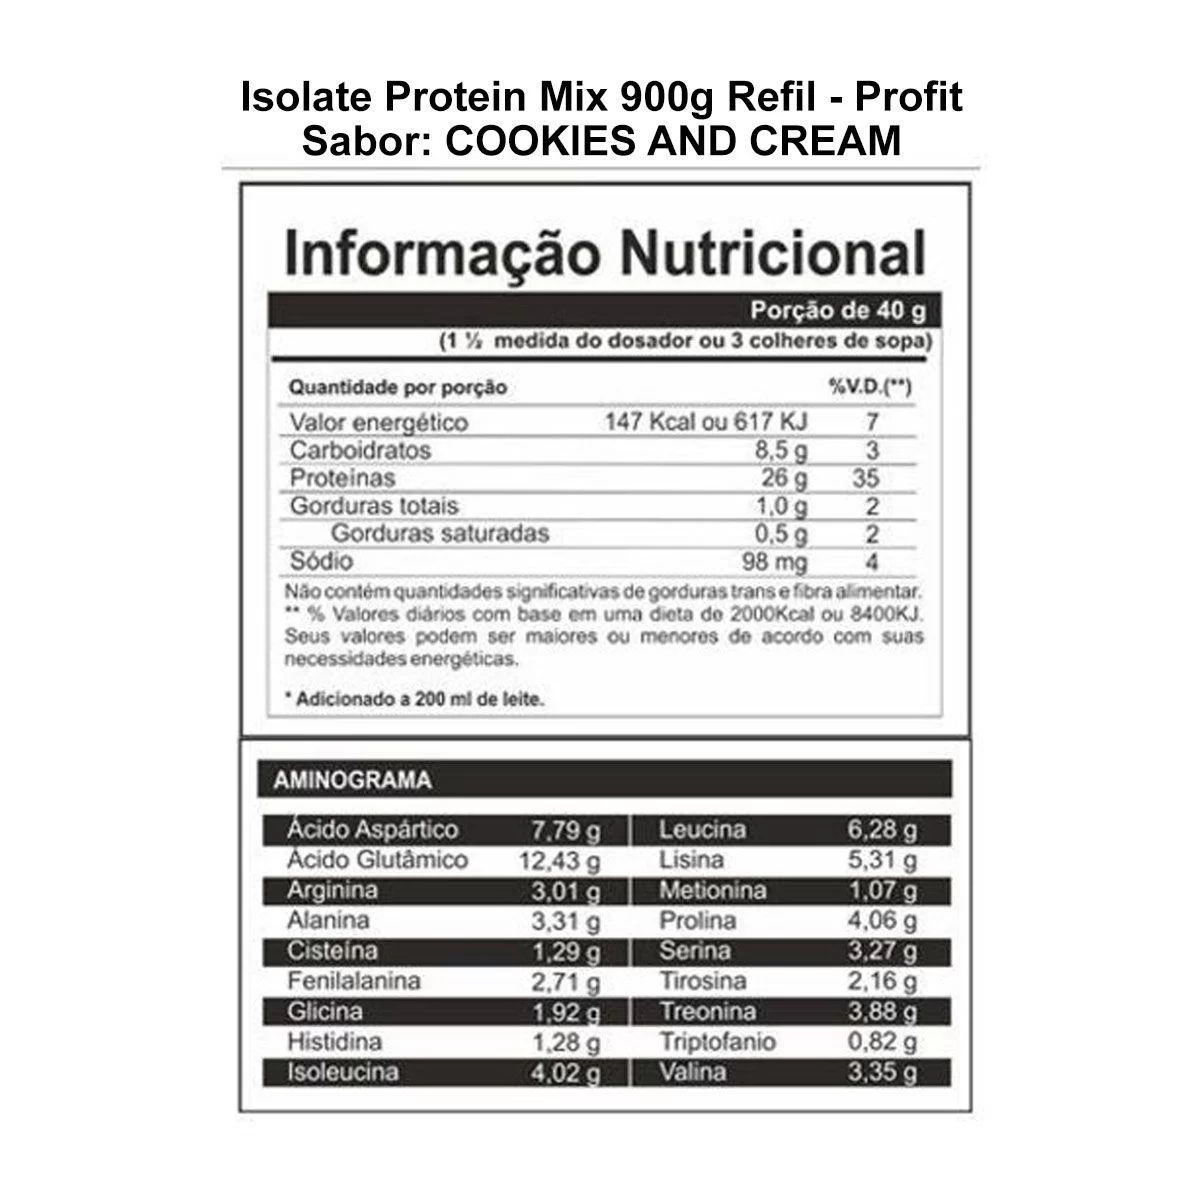 Isolate Protein Mix 900g Refil - Profit
Sabor: COOKIES AND CREAM
Informação Nutricional
Porção de 40 g
(1 ½ medida do dosador ou 3 colheres de sopa)
Quantidade por porção %V.D.(**)
Valor energético 147 Kcal ou 617 KJ 7
Carboidratos 8,5 g 3
Proteínas 26 g 35
Gorduras totais 1,0 g 2
Gorduras saturadas 0,5 g 2
Sódio 98 mg 4
Não contém quantidades significativas de gorduras trans e fibra alimentar.
** % Valores diários com base em uma dieta de 2000Kcal ou 8400KJ.
Seus valores podem ser maiores ou menores de acordo com suas
necessidades energéticas.
* Adicionado a 200 ml de leite.
AMINOGRAMA
Ácido Aspártico 7,79 g Leucina 6,28 g
Ácido Glutâmico 12,43 g Lisina 5,31 g
Arginina 3,01 g Metionina 1,07 g
Alanina 3,31 g Prolina 4,06 g
Cisteína 1,29 g Serina 3,27 g
Fenilalanina 2,71 g Tirosina 2,16 g
Glicina 1,92 g Treonina 3,88 g
Histidina 1,28 g Triptofanio 0,82 g
Isoleucina 4,02 g Valina 3,35 g